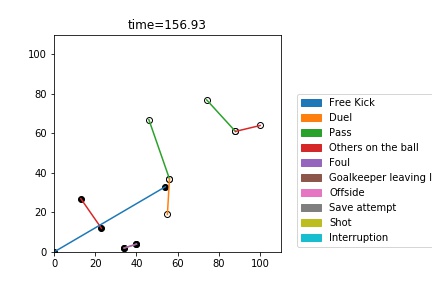 time=156.93
100
80
60
40
20
0
0 20 40 60 80 100
Free Kick
Duel
Pass
Others on the ball
Foul
Goalkeeper leaving l
Offside
Save attempt
Shot
Interruption